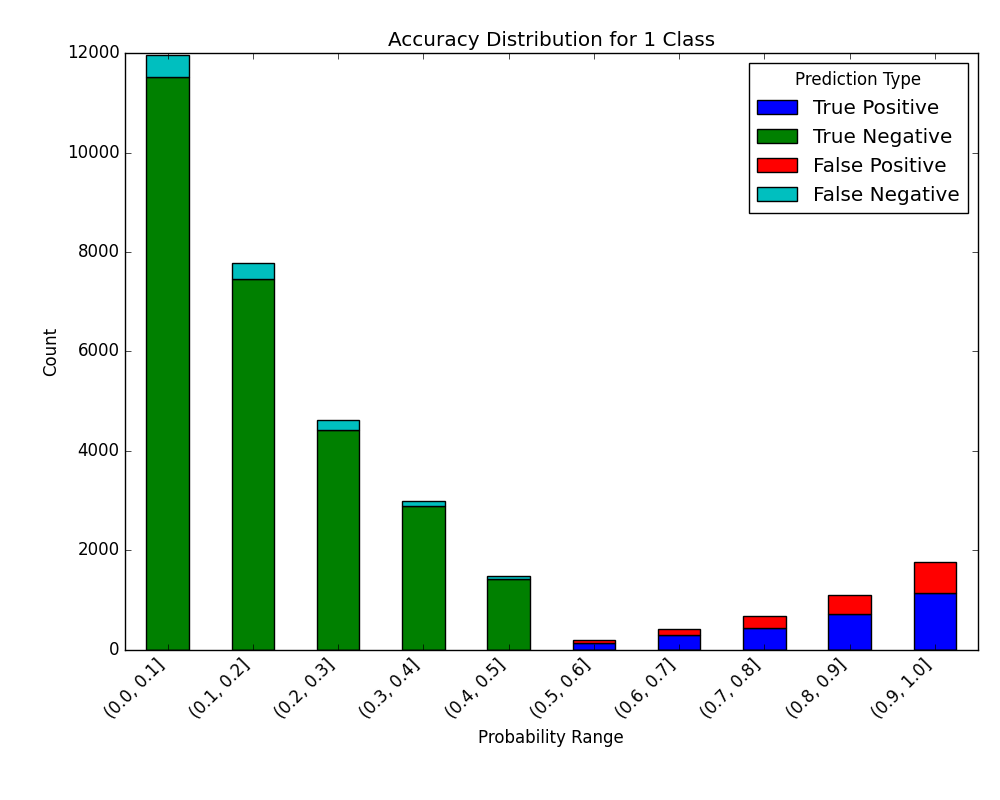 Accuracy Distribution for 1 Class
Prediction Type
True Positive
True Negative
False Positive
False Negative
Count
12000
10000
8000
6000
4000
2000
0
(0.0, 0.1]
(0.1, 0.2]
(0.2, 0.3]
(0.3, 0.4]
(0.4, 0.5]
(0.5, 0.6]
(0.6, 0.7]
(0.7, 0.8]
(0.8, 0.9]
(0.9, 1.0]
Probability Range